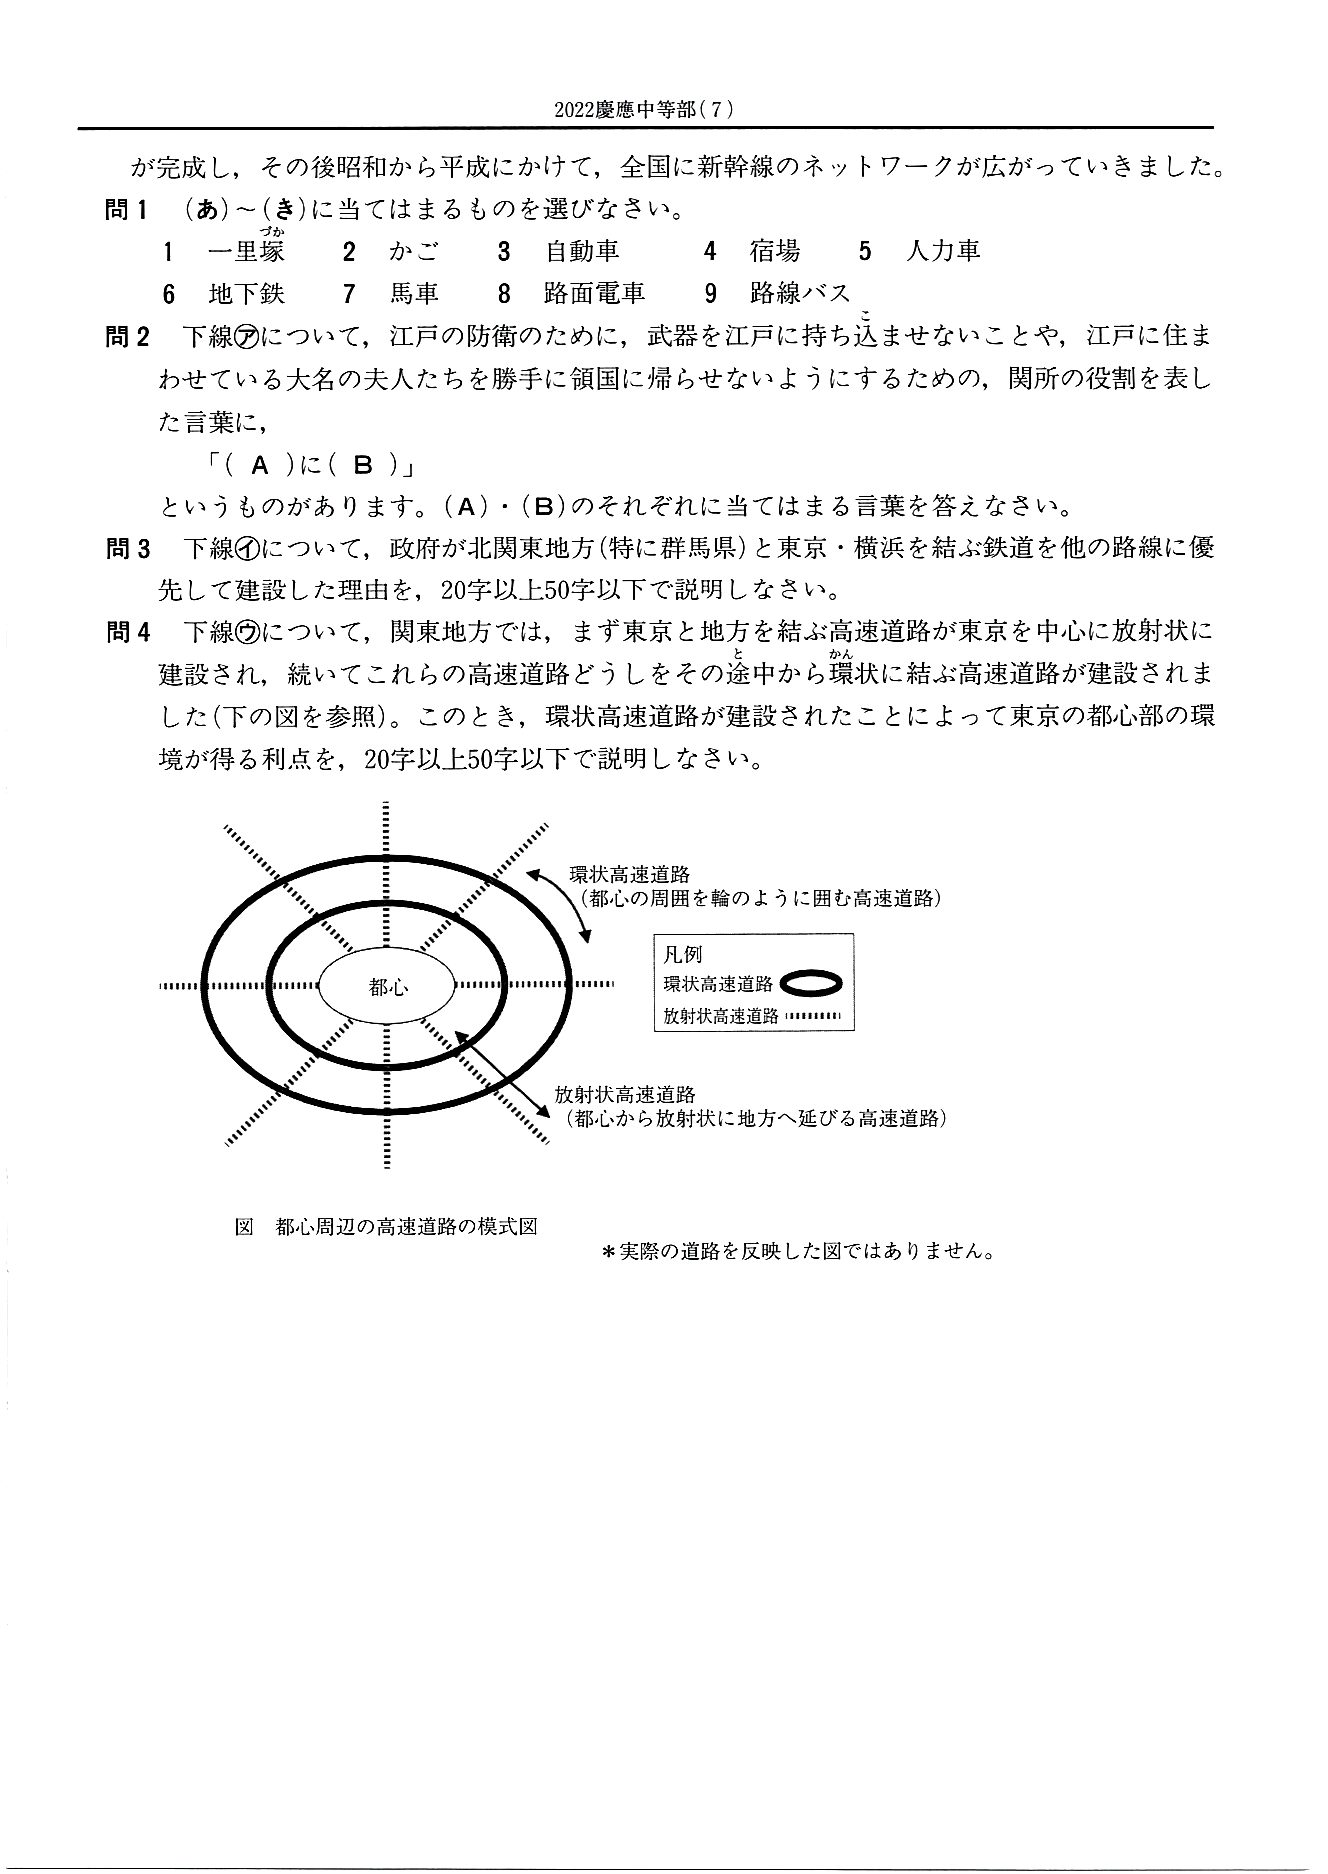 2022慶應中等部(7)
が完成し，その後昭和から平成にかけて，全国に新幹線のネットワークが広がっていきました。
問1　(あ)～(き)に当てはまるものを選びなさい。
づか
1　一里塚　2　かご　3　自動車　4　宿場　5　人力車
6　地下鉄　7　馬車　8　路面電車　9　路線バス
こ
問2　下線㋐について，江戸の防衛のために，武器を江戸に持ち込ませないことや，江戸に住ま
わせている大名の夫人たちを勝手に領国に帰らせないようにするための，関所の役割を表し
た言葉に，
「( A )に( B )」
というものがあります。(A)・(B)のそれぞれに当てはまる言葉を答えなさい。
問3　下線㋑について，政府が北関東地方(特に群馬県)と東京・横浜を結ぶ鉄道を他の路線に優
先して建設した理由を，20字以上50字以下で説明しなさい。
問4　下線㋒について，関東地方では，まず東京と地方を結ぶ高速道路が東京を中心に放射状に
と　かん
建設され，続いてこれらの高速道路どうしをその途中から環状に結ぶ高速道路が建設されま
した(下の図を参照)。このとき，環状高速道路が建設されたことによって東京の都心部の環
境が得る利点を，20字以上50字以下で説明しなさい。
環状高速道路
(都心の周囲を輪のように囲む高速道路)
凡例
環状高速道路
放射状高速道路
都心
放射状高速道路
(都心から放射状に地方へ延びる高速道路)
図　都心周辺の高速道路の模式図
＊実際の道路を反映した図ではありません。